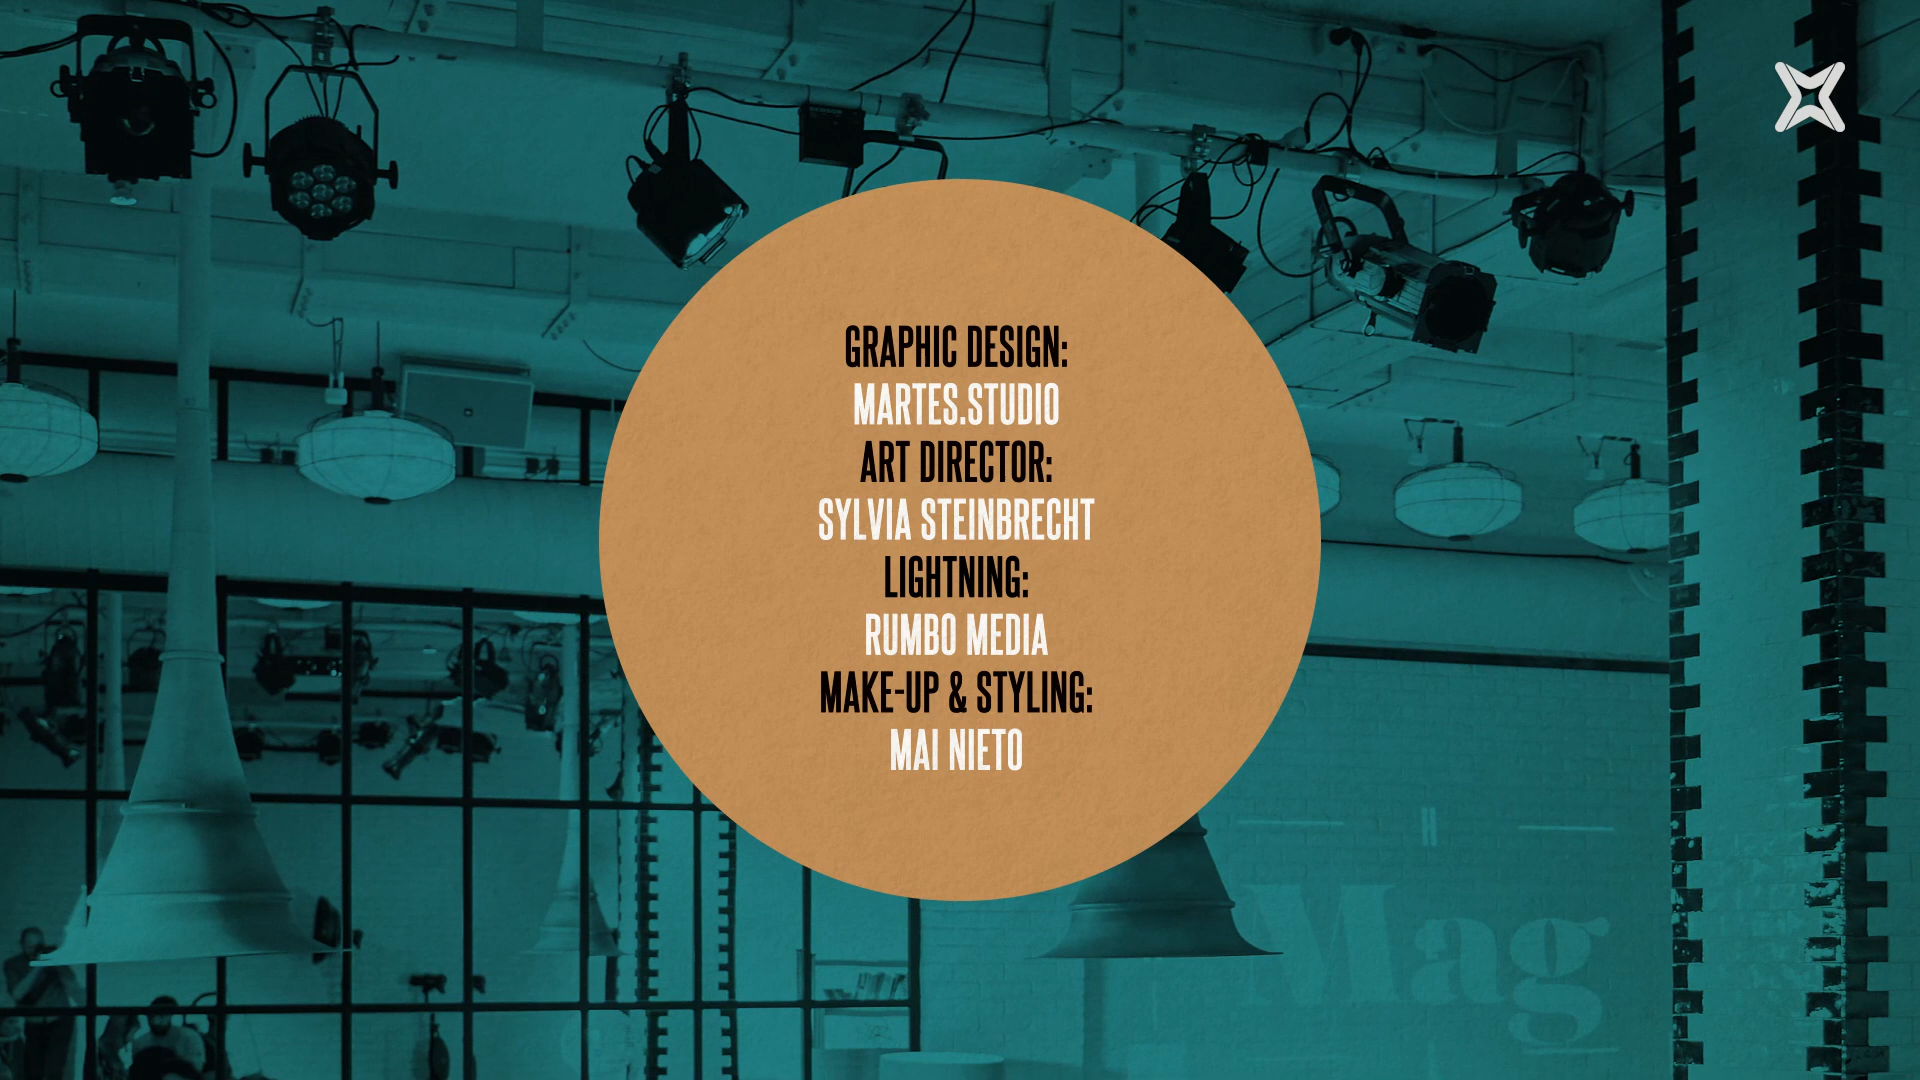 GRAPHIC DESIGN:
MARTES.STUDIO
ART DIRECTOR:
SYLVIA STEINBRECHT
LIGHTNING:
RUMBO MEDIA
MAKE-UP & STYLING:
MAI NIETO
Mag